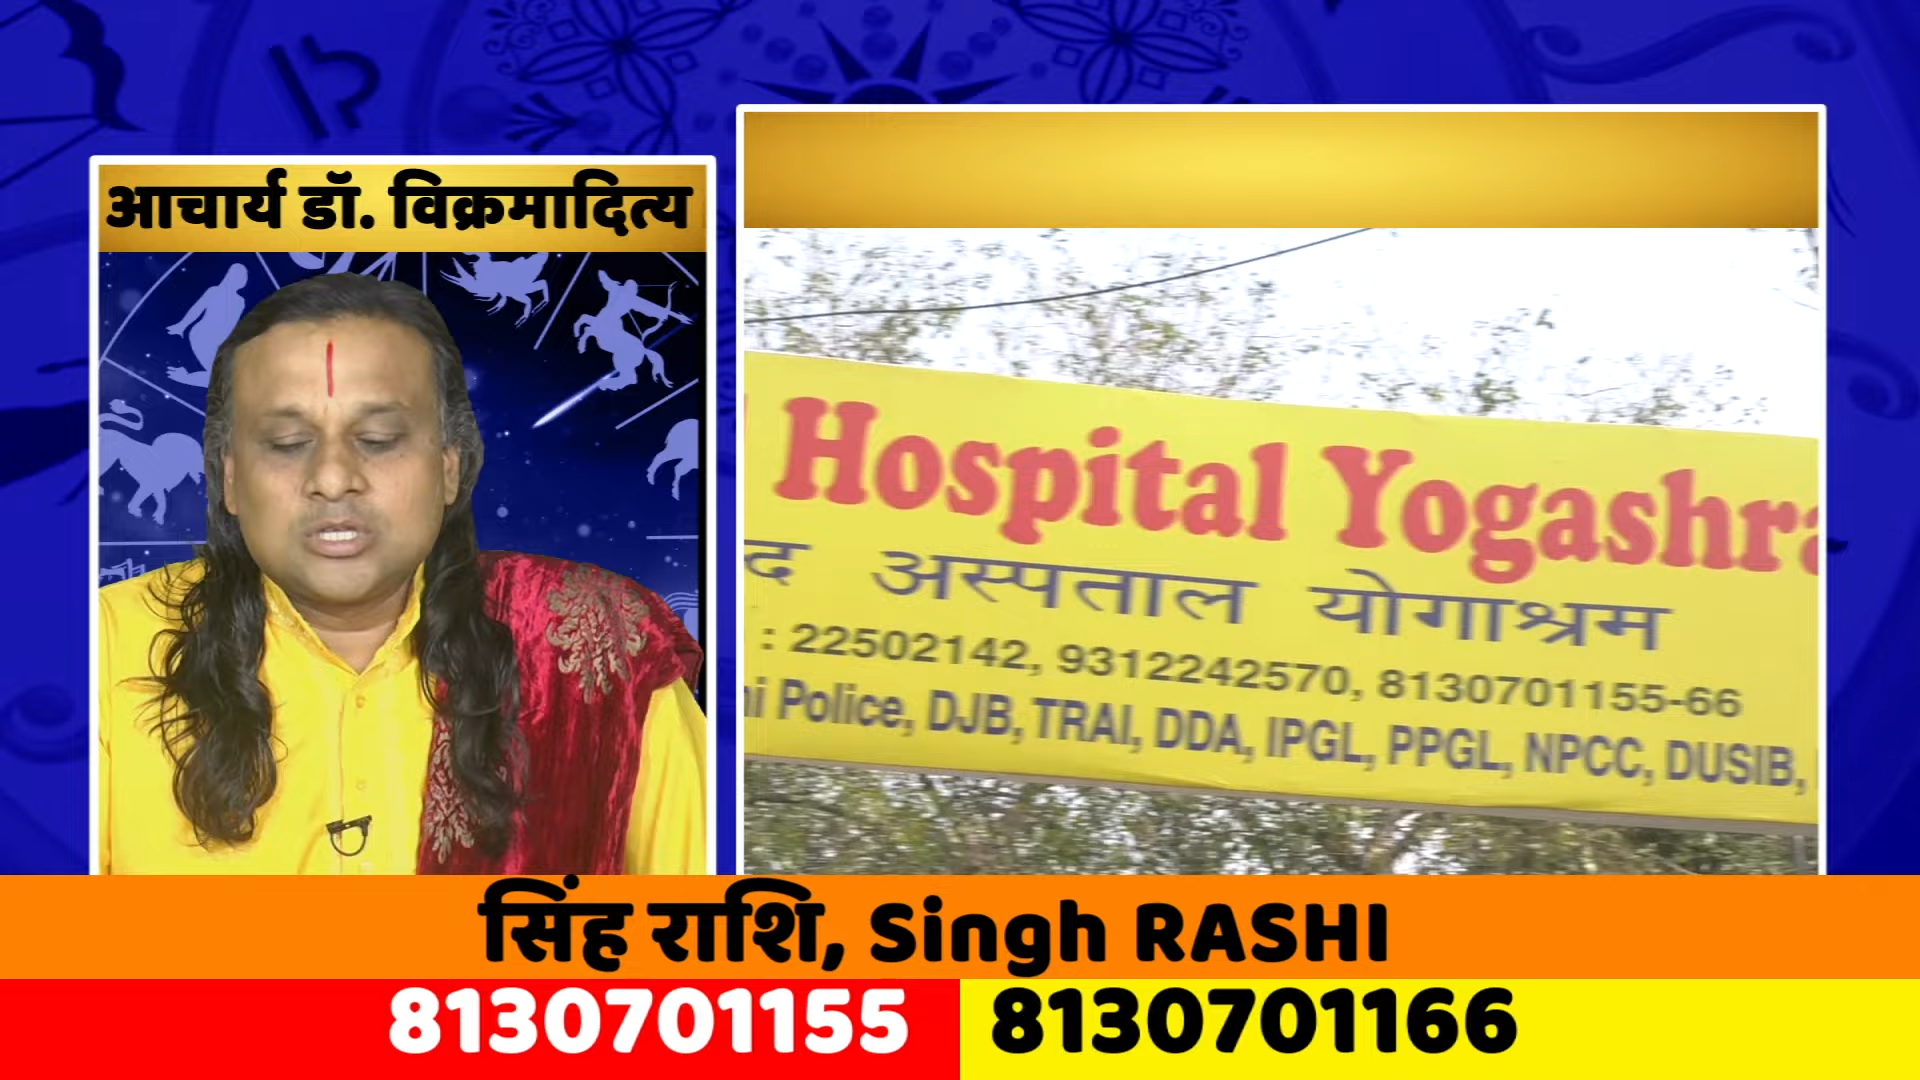 आचार्य डॉ. विक्रमादित्य
Hospital
अस्पताल योगाश्रम
: 22502142, 9312242570, 8130701155-66
Police, DJB, TRAI, DDA, IPGL, PPGL, NPCC, DUSIB,
सिंह राशि, Singh RASHI
8130701155
8130701166